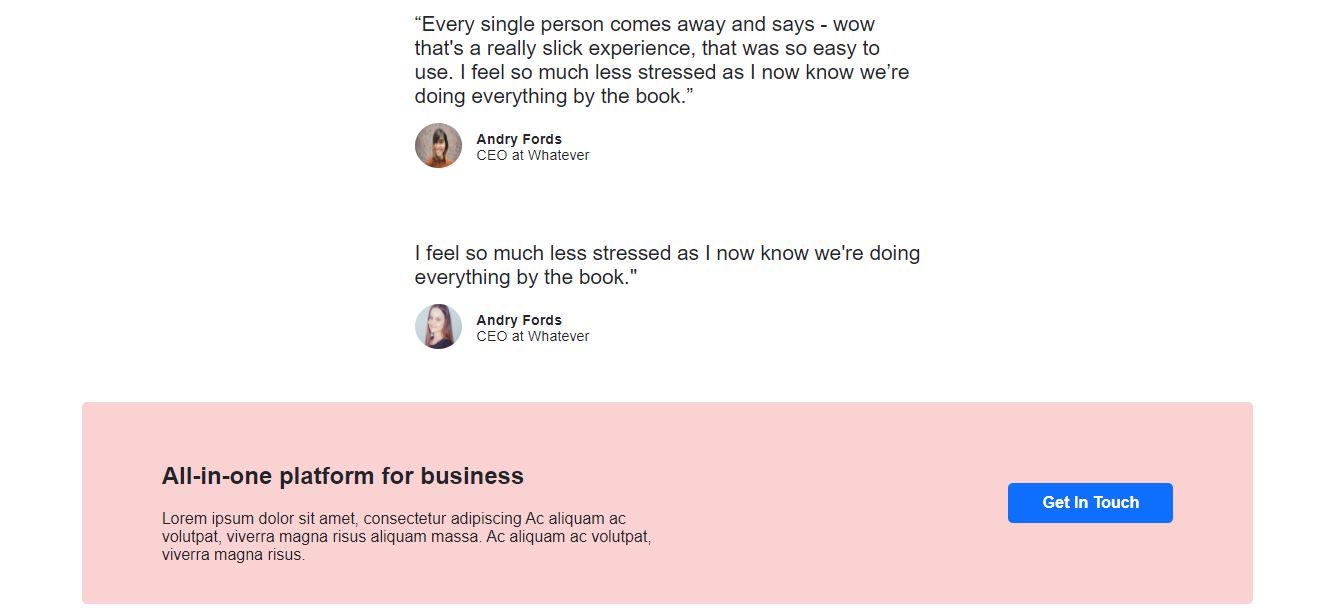 “Every single person comes away and says - wow
that's a really slick experience, that was so easy to
use. I feel so much less stressed as I now know we’re
doing everything by the book.”
Andry Fords
CEO at Whatever
I feel so much less stressed as I now know we're doing
everything by the book."
Andry Fords
CEO at Whatever
All-in-one platform for business
Lorem ipsum dolor sit amet, consectetur adipiscing Ac aliquam ac
volutpat, viverra magna risus aliquam massa. Ac aliquam ac volutpat,
viverra magna risus.
Get In Touch